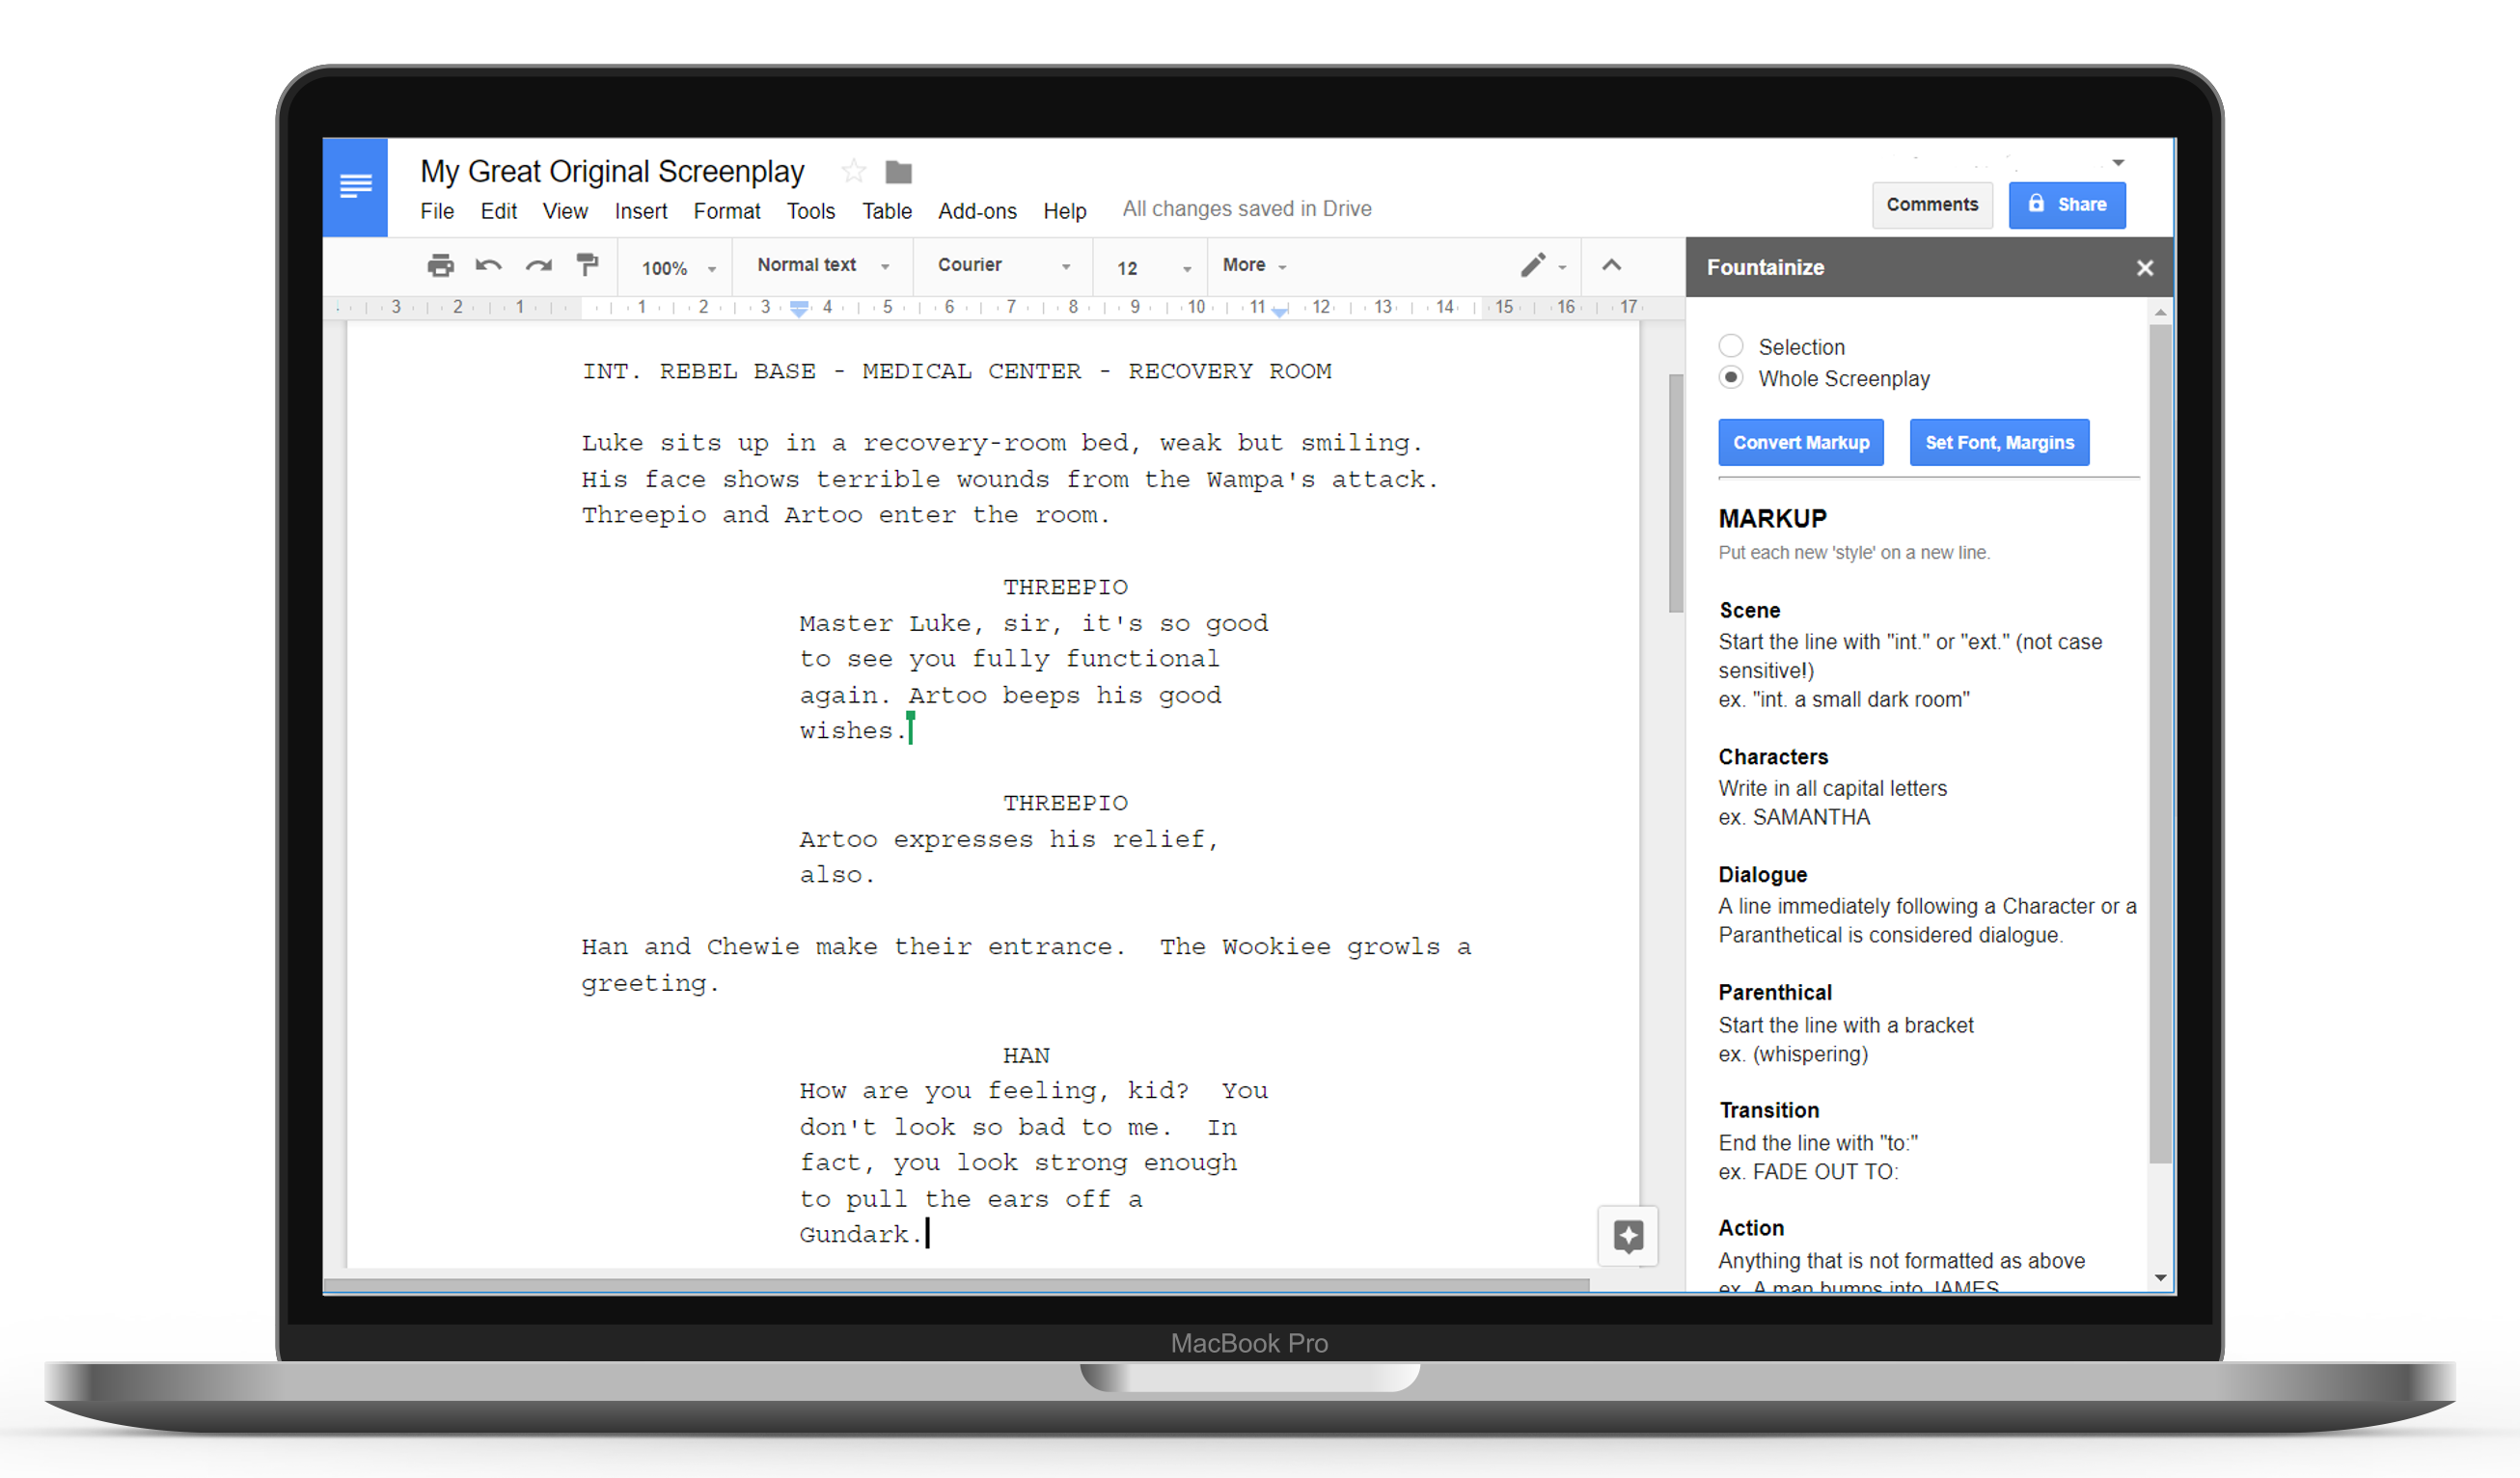 My Great Original Screenplay
File Edit View Insert Format Tools Table Add-ons Help All changes saved in Drive
Comments Share
100% Normal text Courier 12 More
3 2 1 1 2 3 4 5 6 7 8 9 10 11 12 13 14 15 16 17
INT. REBEL BASE - MEDICAL CENTER - RECOVERY ROOM
Luke sits up in a recovery-room bed, weak but smiling.
His face shows terrible wounds from the Wampa's attack.
Threepio and Artoo enter the room.
THREEPIO
Master Luke, sir, it's so good
to see you fully functional
again. Artoo beeps his good
wishes.
THREEPIO
Artoo expresses his relief,
also.
Han and Chewie make their entrance.  The Wookiee growls a
greeting.
HAN
How are you feeling, kid?  You
don't look so bad to me.  In
fact, you look strong enough
to pull the ears off a
Gundark.
Fountainize
Selection
Whole Screenplay
Convert Markup Set Font, Margins
MARKUP
Put each new 'style' on a new line.
Scene
Start the line with "int." or "ext." (not case
sensitive!)
ex. "int. a small dark room"
Characters
Write in all capital letters
ex. SAMANTHA
Dialogue
A line immediately following a Character or a
Paranthetical is considered dialogue.
Parenthical
Start the line with a bracket
ex. (whispering)
Transition
End the line with "to:"
ex. FADE OUT TO:
Action
Anything that is not formatted as above
ex. A man bumps into JAMES
MacBook Pro